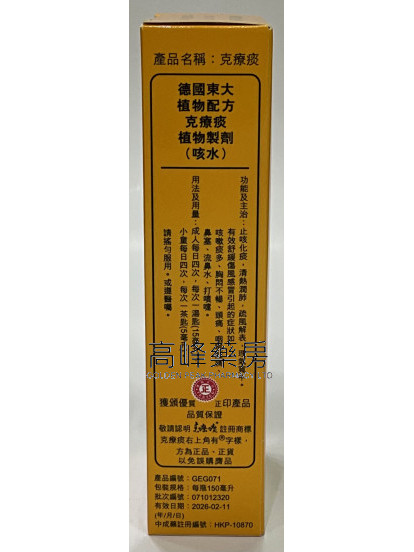 產品名稱：克療痰
德國東大
植物配方
克療痰
植物製劑
（咳水）
功能及主治：止咳化痰，清熱潤肺，疏風解表，
有效舒緩傷風感冒引起的症狀如
咳嗽痰多、胸悶不暢、頭痛、咽
鼻塞、流鼻水、打噴嚏。
用法及用量：成人每日四次，每次一湯匙(15毫
小童每日四次，每次一茶匙(5毫
請搖勻服用。或遵醫囑。
高峰藥房
正
獲頒優質 正印產品
品質保證
敬請認明 註冊商標
克療痰右上角有®字樣，
方為正品，正貨
以免誤購膺品
產品編號：GEG071
包裝規格：每撙150毫升
批次編號：071012320
有效日期：2026-02-11
(年/月/日)
中成藥註冊編號：HKP-10870